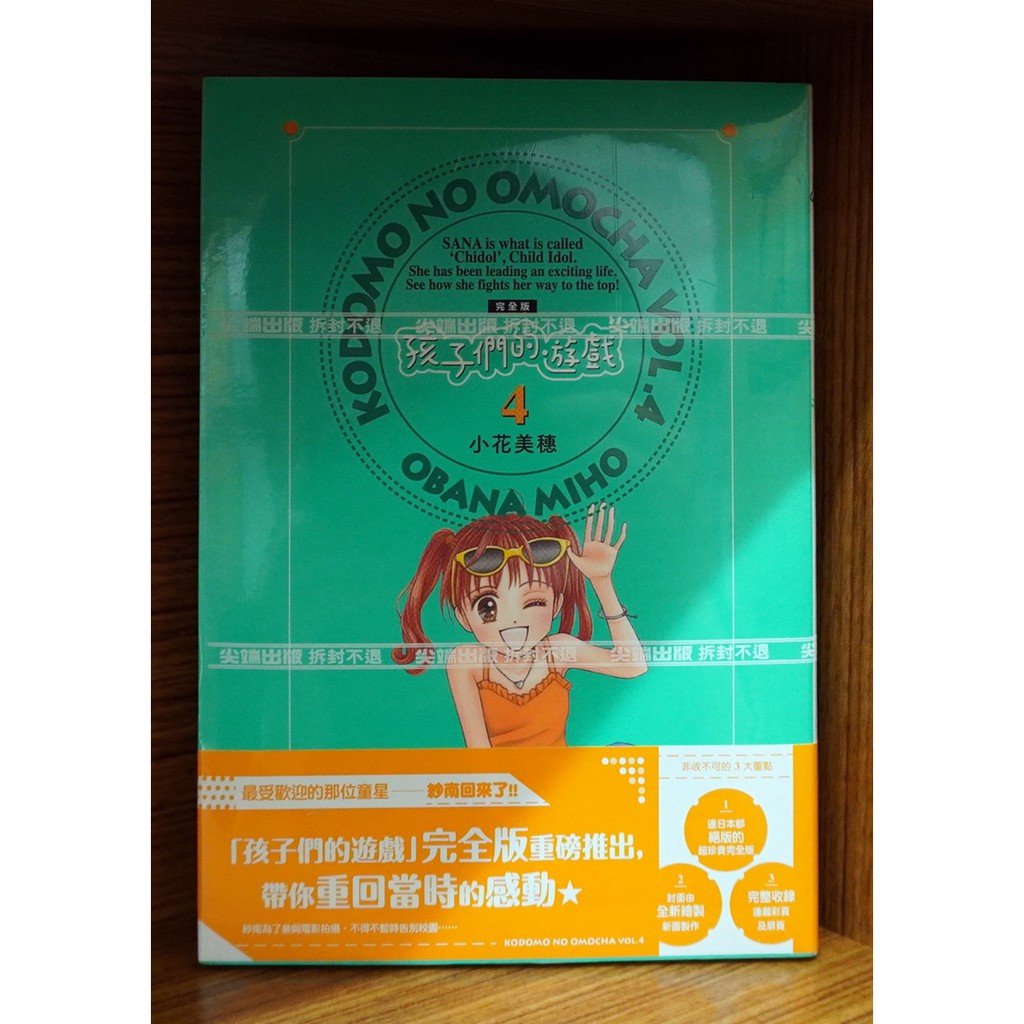 KODOMO NO OMOCHA VOL.4
SANA is what is called
‘Chidol’, Child Idol.
She has been leading an exciting life.
See how she fights her way to the top!
完全版
尖端出版 拆封不退 尖端出版 拆封不退 尖端出版 拆封不退 尖
孩子們的遊戲
4
小花美穗
OBANA MIHO
尖端出版 拆封不退 尖端出版 拆封不退 尖端出版 拆封不退 尖
最受歡迎的那位童星——紗南回來了!!
「孩子們的遊戲」完全版重磅推出,
帶你重回當時的感動★
紗南為了參與電影拍攝,不得不暫時告別校園……
KODOMO NO OMOCHA VOL.4
非收不可的3大重點
1
連日本都
絕版的
超珍貴完全版
2
封面由
全新繪製
新圖製作
3
完整收錄
連載彩頁
及扉頁